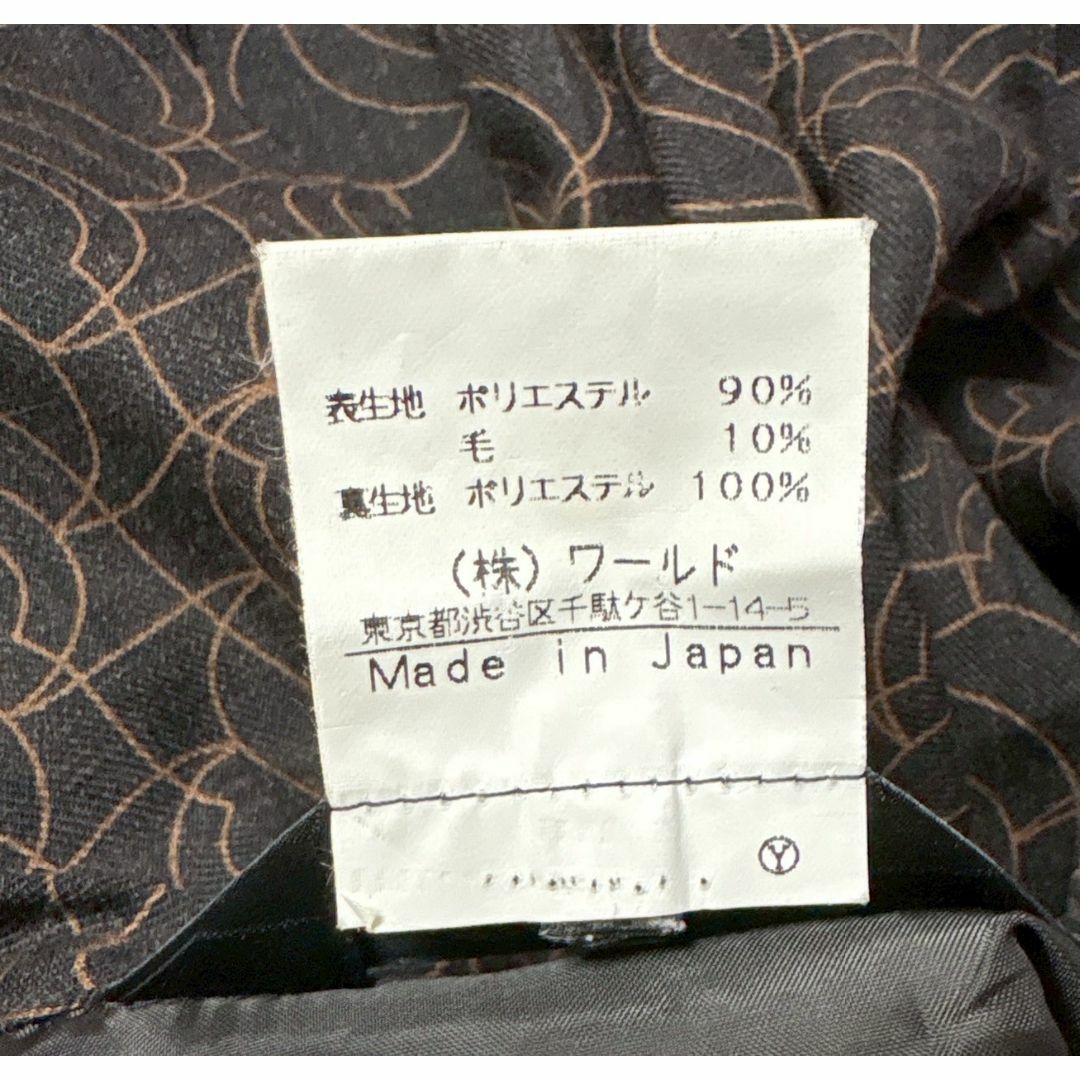 表生地 ポリエステル 90%
毛 10%
裏生地 ポリエステル 100%
(株) ワールド
東京都渋谷区千駄ケ谷1-14-5
Made in Japan
Ⓨ